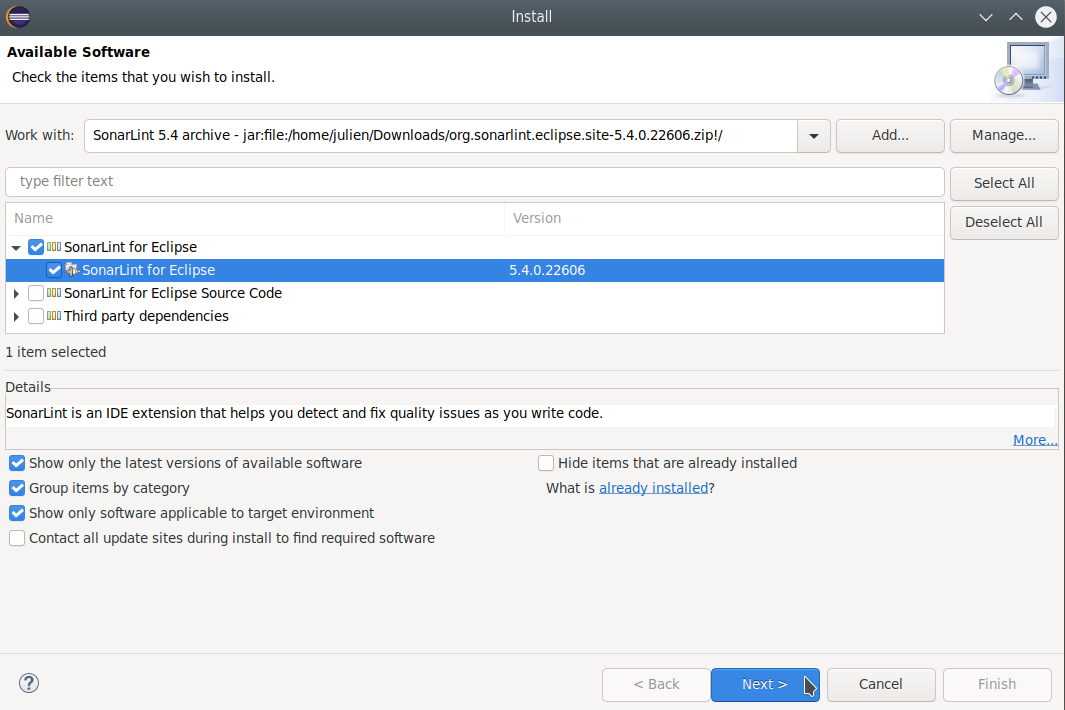 Install
Available Software
Check the items that you wish to install.
Work with: SonarLint 5.4 archive - jar:file:/home/julien/Downloads/org.sonarlint.eclipse.site-5.4.0.22606.zip!/ Add... Manage...
type filter text Select All
Deselect All
Name Version
SonarLint for Eclipse
SonarLint for Eclipse 5.4.0.22606
SonarLint for Eclipse Source Code
Third party dependencies
1 item selected
Details
SonarLint is an IDE extension that helps you detect and fix quality issues as you write code.
More...
Show only the latest versions of available software Hide items that are already installed
Group items by category What is already installed?
Show only software applicable to target environment
Contact all update sites during install to find required software
? < Back Next > Cancel Finish